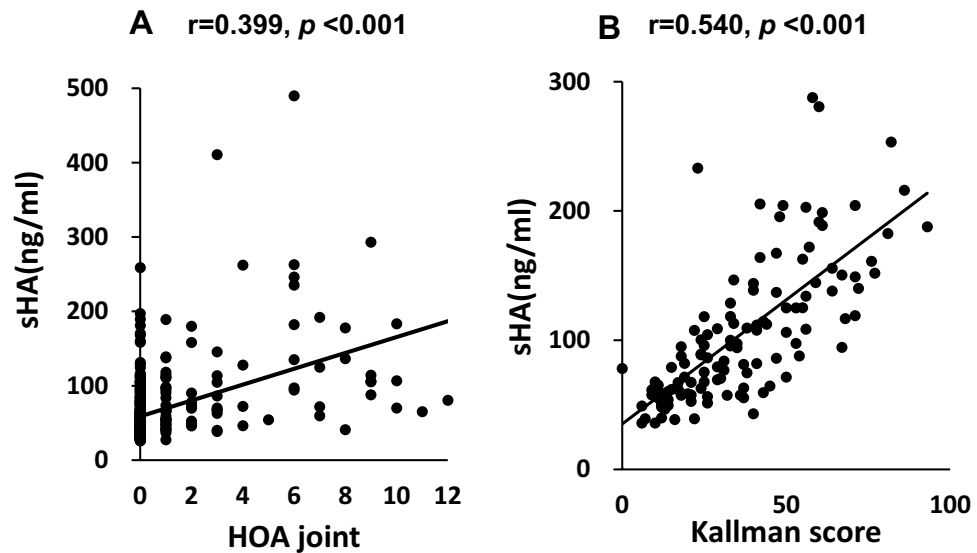 A r=0.399, p <0.001
500
400
300
200
100
0
sHA(ng/ml)
0 2 4 6 8 10 12
HOA joint
B r=0.540, p <0.001
300
200
100
0
sHA(ng/ml)
0 50 100
Kallman score